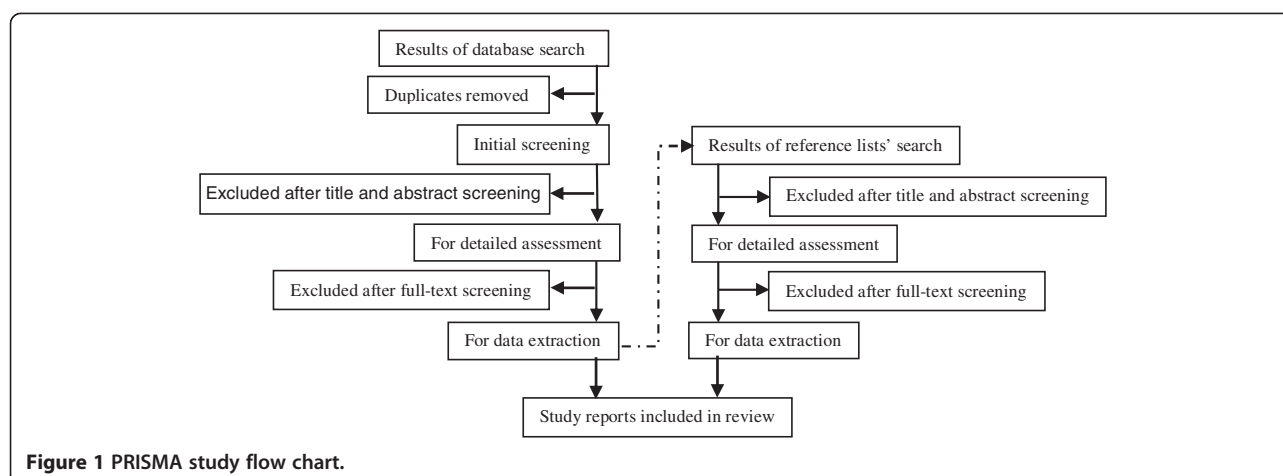 Results of database search
Duplicates removed
Initial screening
Excluded after title and abstract screening
For detailed assessment
Excluded after full-text screening
For data extraction
Results of reference lists’ search
Excluded after title and abstract screening
For detailed assessment
Excluded after full-text screening
For data extraction
Study reports included in review
Figure 1 PRISMA study flow chart.